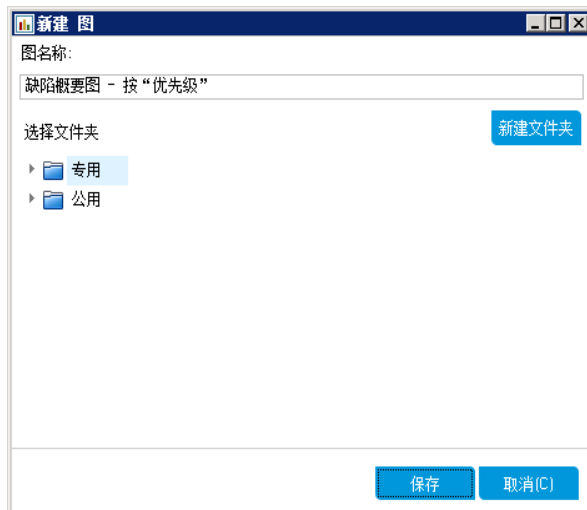 新建 图
图名称:
缺陷概要图 - 按“优先级”
选择文件夹
新建文件夹
专用
公用
保存
取消(C)